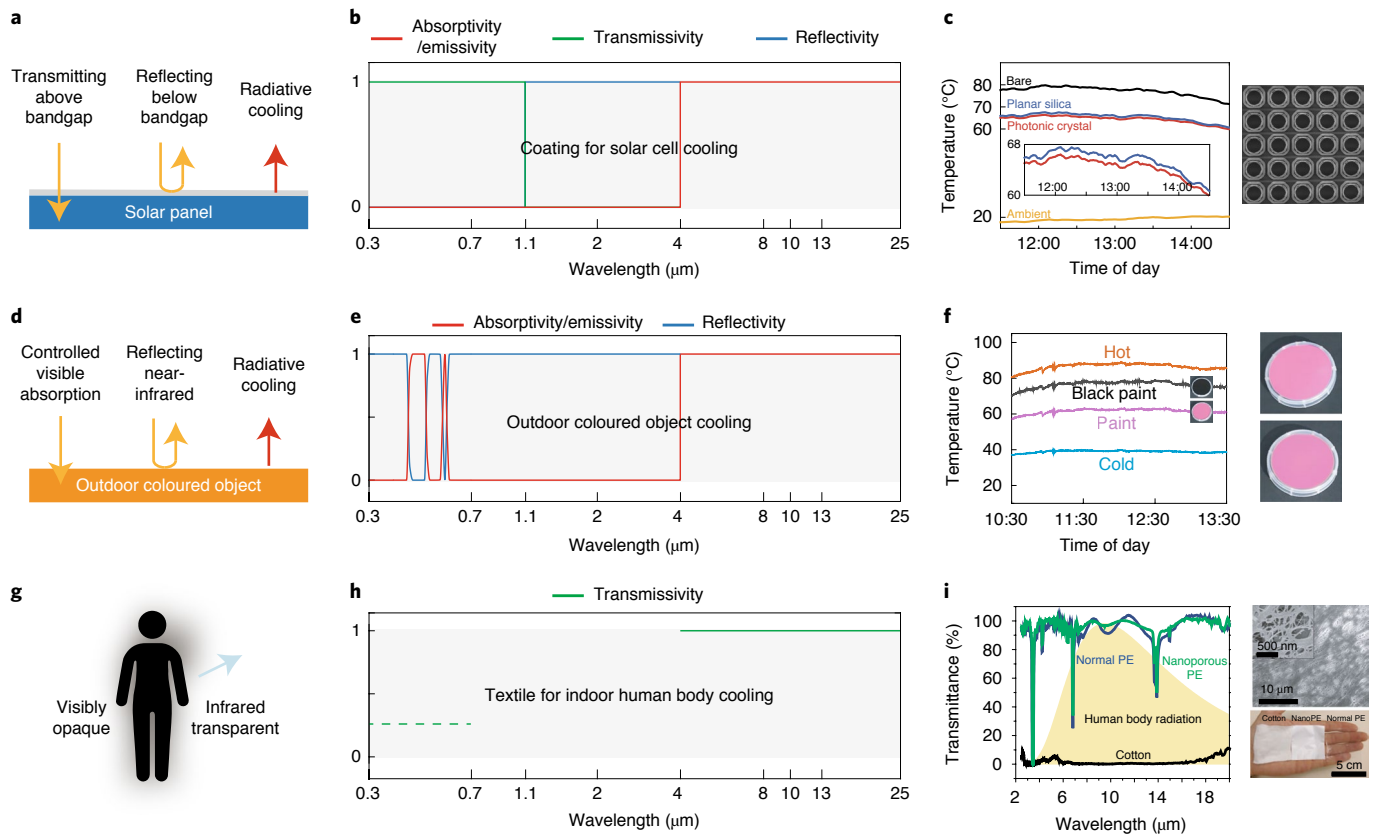 a
Transmitting
above
bandgap
Reflecting
below
bandgap
Radiative
cooling
Solar panel
b
Absorptivity
/emissivity
Transmissivity
Reflectivity
1
0
Coating for solar cell cooling
0.3 0.7 1.1 2 4 8 10 13 25
Wavelength (μm)
c
Temperature (°C)
80
70
60
20
Bare
Planar silica
Photonic crystal
68
60
12:00 13:00 14:00
Ambient
12:00 13:00 14:00
Time of day
d
Controlled
visible
absorption
Reflecting
near-
infrared
Radiative
cooling
Outdoor coloured object
e
Absorptivity/emissivity
Reflectivity
1
0
Outdoor coloured object cooling
0.3 0.7 1.1 2 4 8 10 13 25
Wavelength (μm)
f
Temperature (°C)
100
80
60
40
20
Hot
Black paint
Paint
Cold
10:30 11:30 12:30 13:30
Time of day
g
Visibly
opaque
Infrared
transparent
h
Transmissivity
1
0
Textile for indoor human body cooling
0.3 0.7 1.1 2 4 8 10 13 25
Wavelength (μm)
i
Transmittance (%)
100
80
60
40
20
0
Normal PE
Nanoporous
PE
Human body radiation
Cotton
2 6 10 14 18
Wavelength (μm)
500 nm
10 μm
Cotton NanoPE Normal PE
5 cm